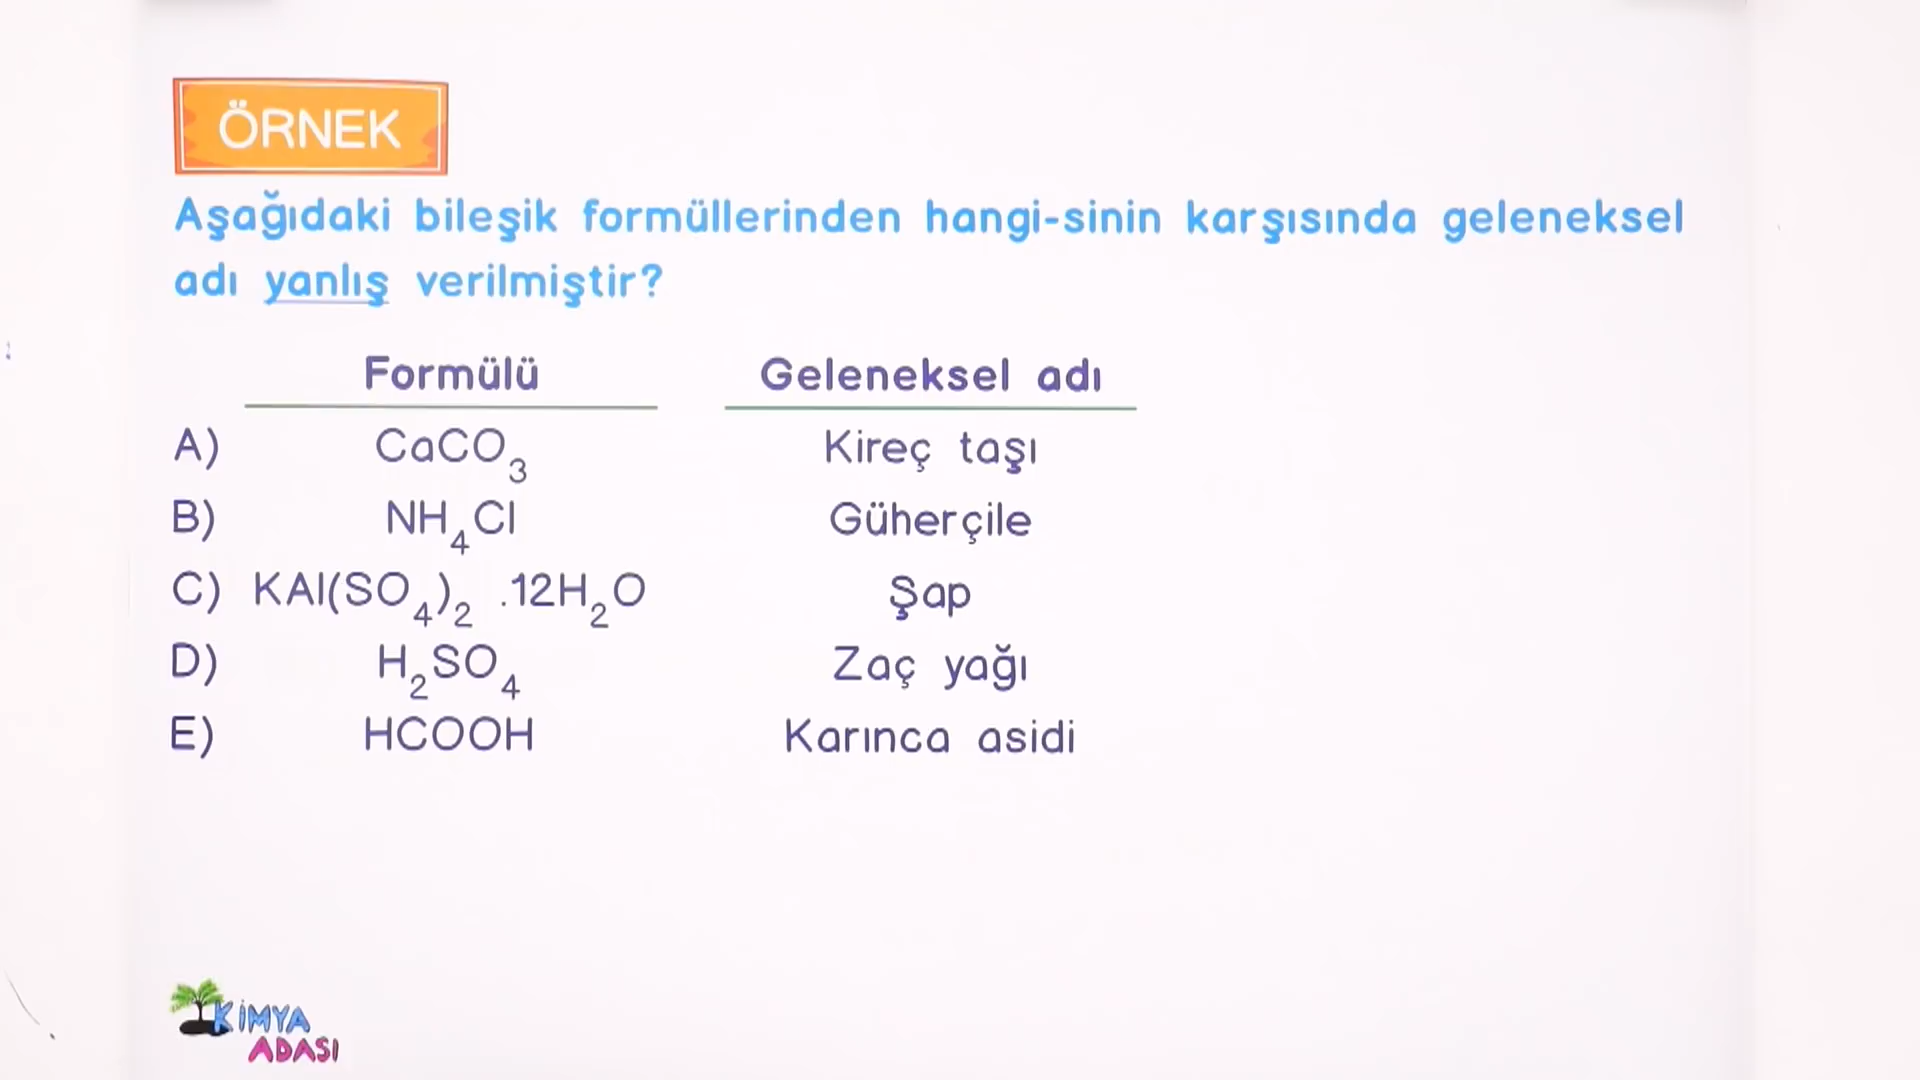 ÖRNEK
Aşağıdaki bileşik formüllerinden hangi-sinin karşısında geleneksel
adı yanlış verilmiştir?
Formülü Geleneksel adı
A) CaCO₃ Kireç taşı
B) NH₄Cl Güherçile
C) KAl(SO₄)₂ .12H₂O Şap
D) H₂SO₄ Zaç yağı
E) HCOOH Karınca asidi
KİMYA
ADASI